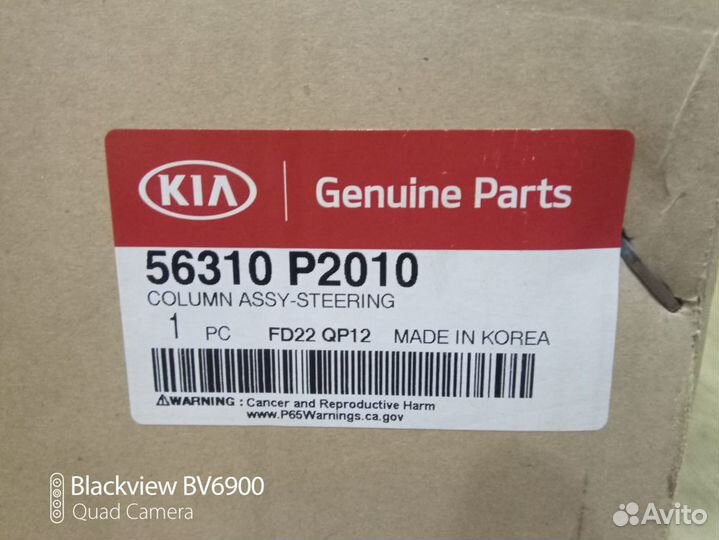 KIA Genuine Parts
56310 P2010
COLUMN ASSY-STEERING
1 PC FD22 QP12 MADE IN KOREA
⚠WARNING : Cancer and Reproductive Harm
www.P65Warnings.ca.gov
Blackview BV6900
Quad Camera
Avito